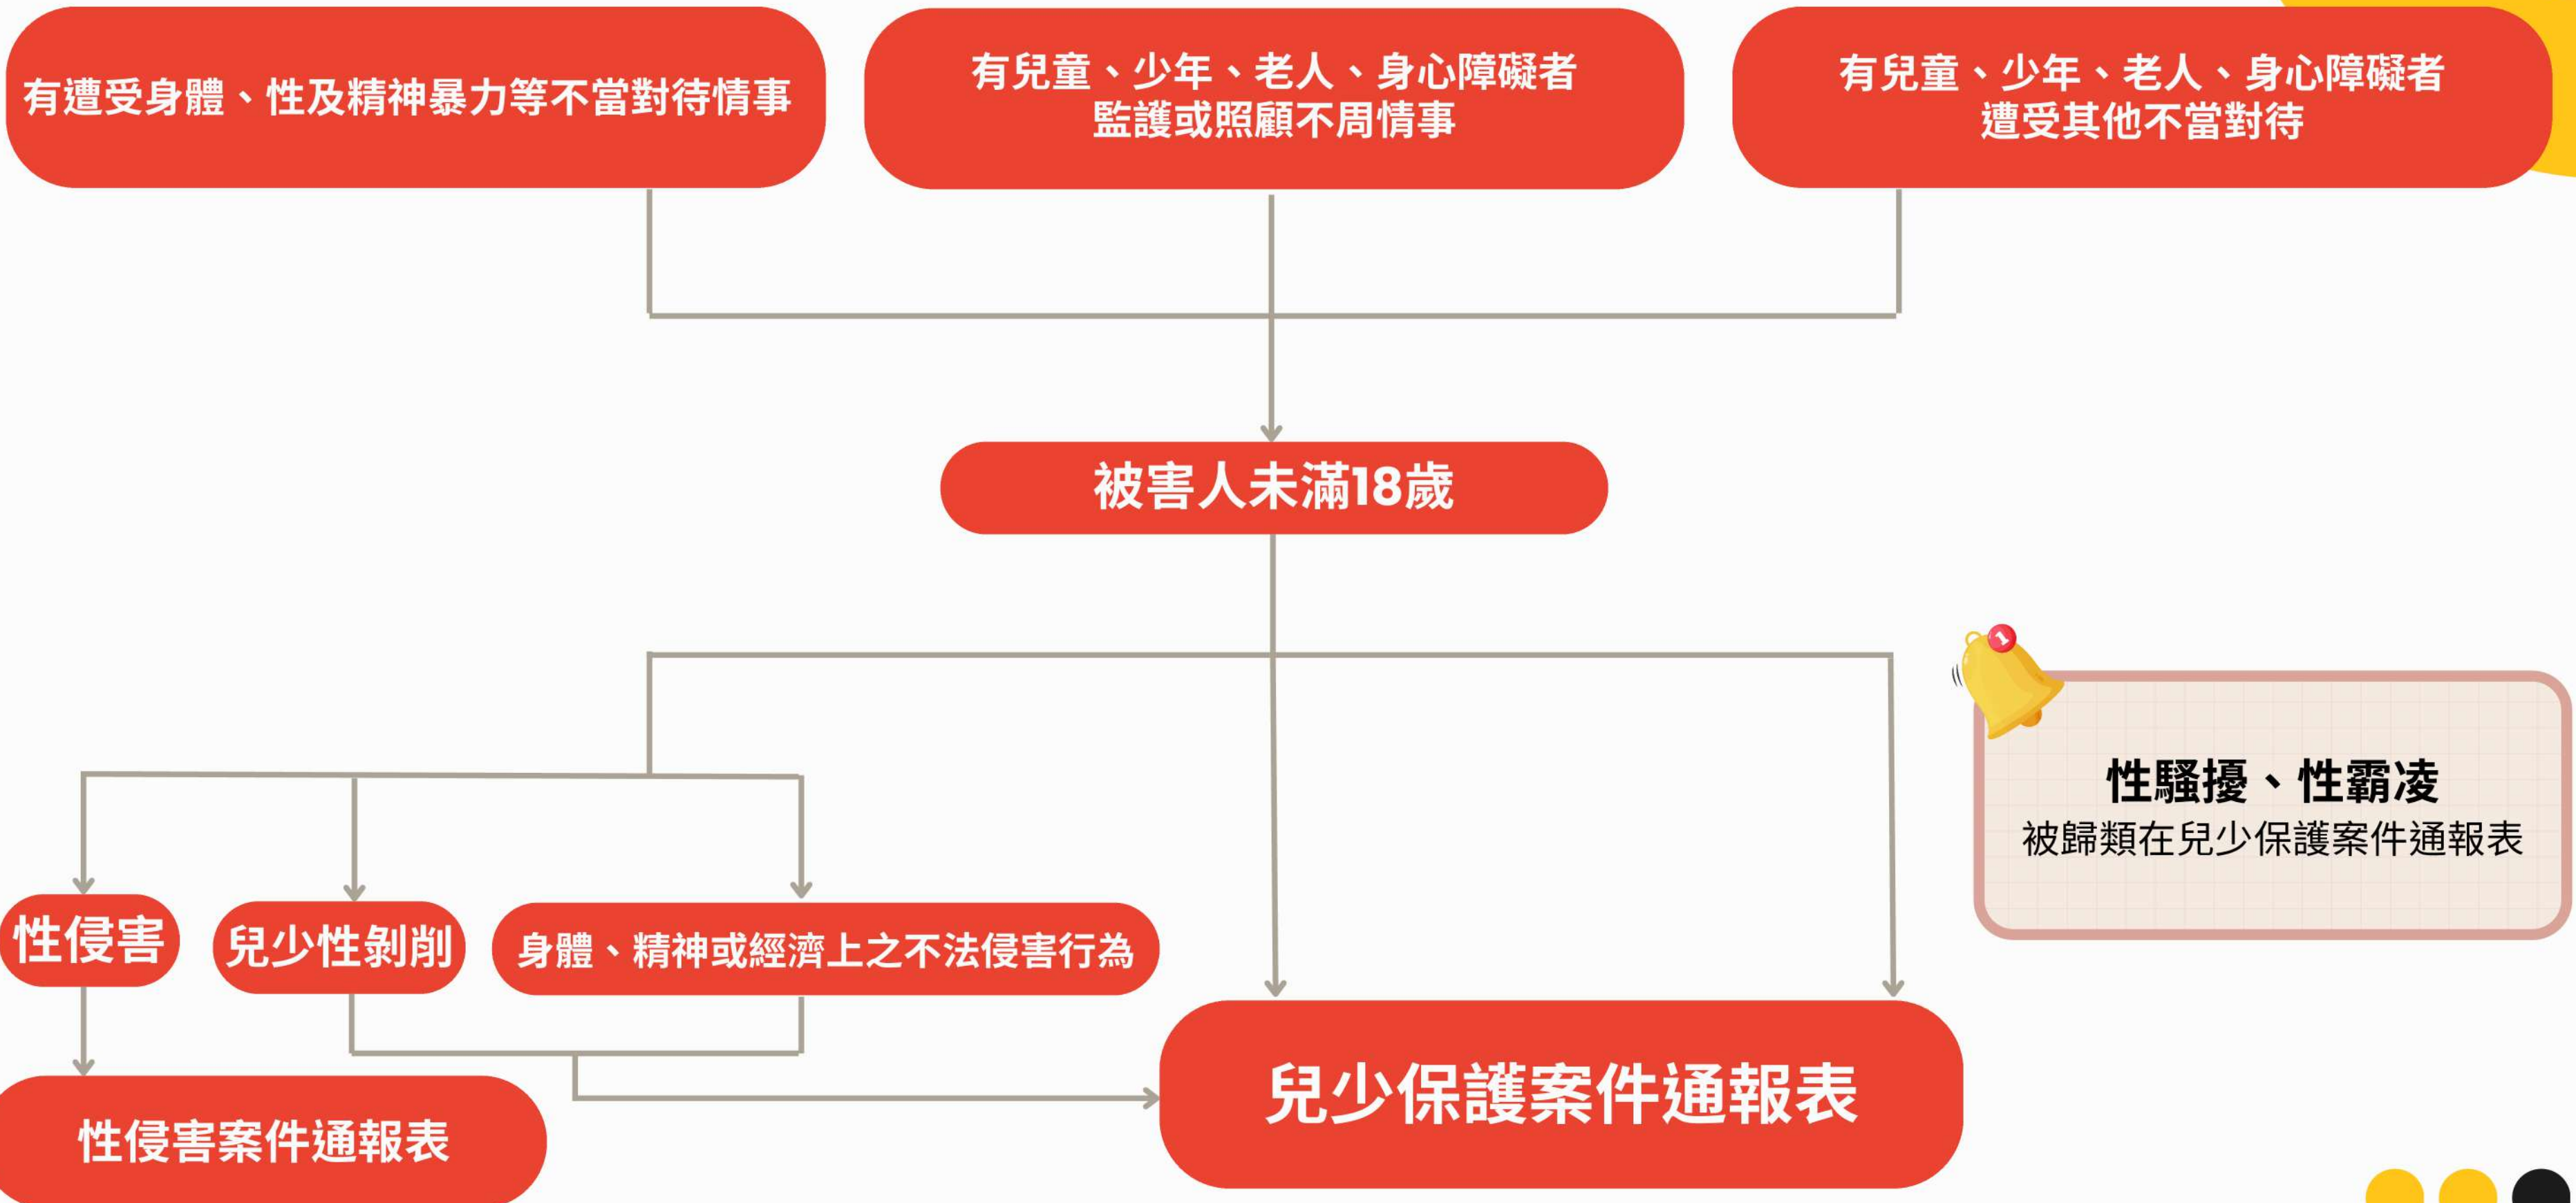 有遭受身體、性及精神暴力等不當對待情事
有兒童、少年、老人、身心障礙者
監護或照顧不周情事
有兒童、少年、老人、身心障礙者
遭受其他不當對待
被害人未滿18歲
1
性騷擾、性霸凌
被歸類在兒少保護案件通報表
性侵害
兒少性剝削
身體、精神或經濟上之不法侵害行為
兒少保護案件通報表
性侵害案件通報表